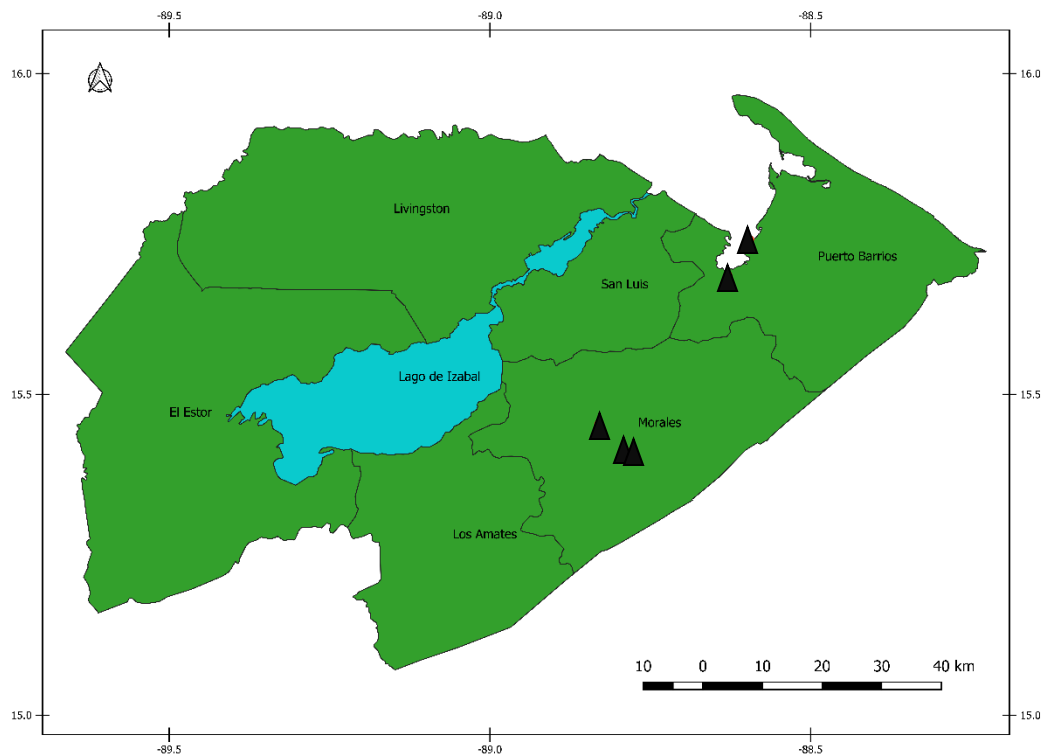 -89.5 -89.0 -88.5
16.0 16.0
Livingston
Puerto Barrios
San Luis
Lago de Izabal
15.5 15.5
El Estor
Morales
Los Amates
10 0 10 20 30 40 km
15.0 15.0
-89.5 -89.0 -88.5